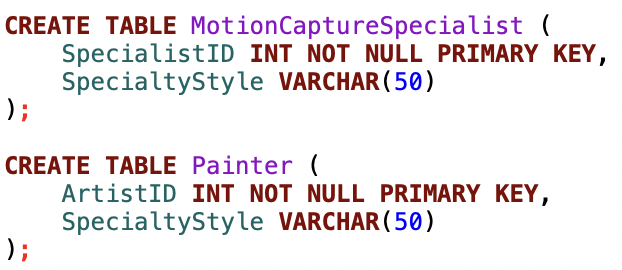 CREATE TABLE MotionCaptureSpecialist (
    SpecialistID INT NOT NULL PRIMARY KEY,
    SpecialtyStyle VARCHAR(50)
);
CREATE TABLE Painter (
    ArtistID INT NOT NULL PRIMARY KEY,
    SpecialtyStyle VARCHAR(50)
);